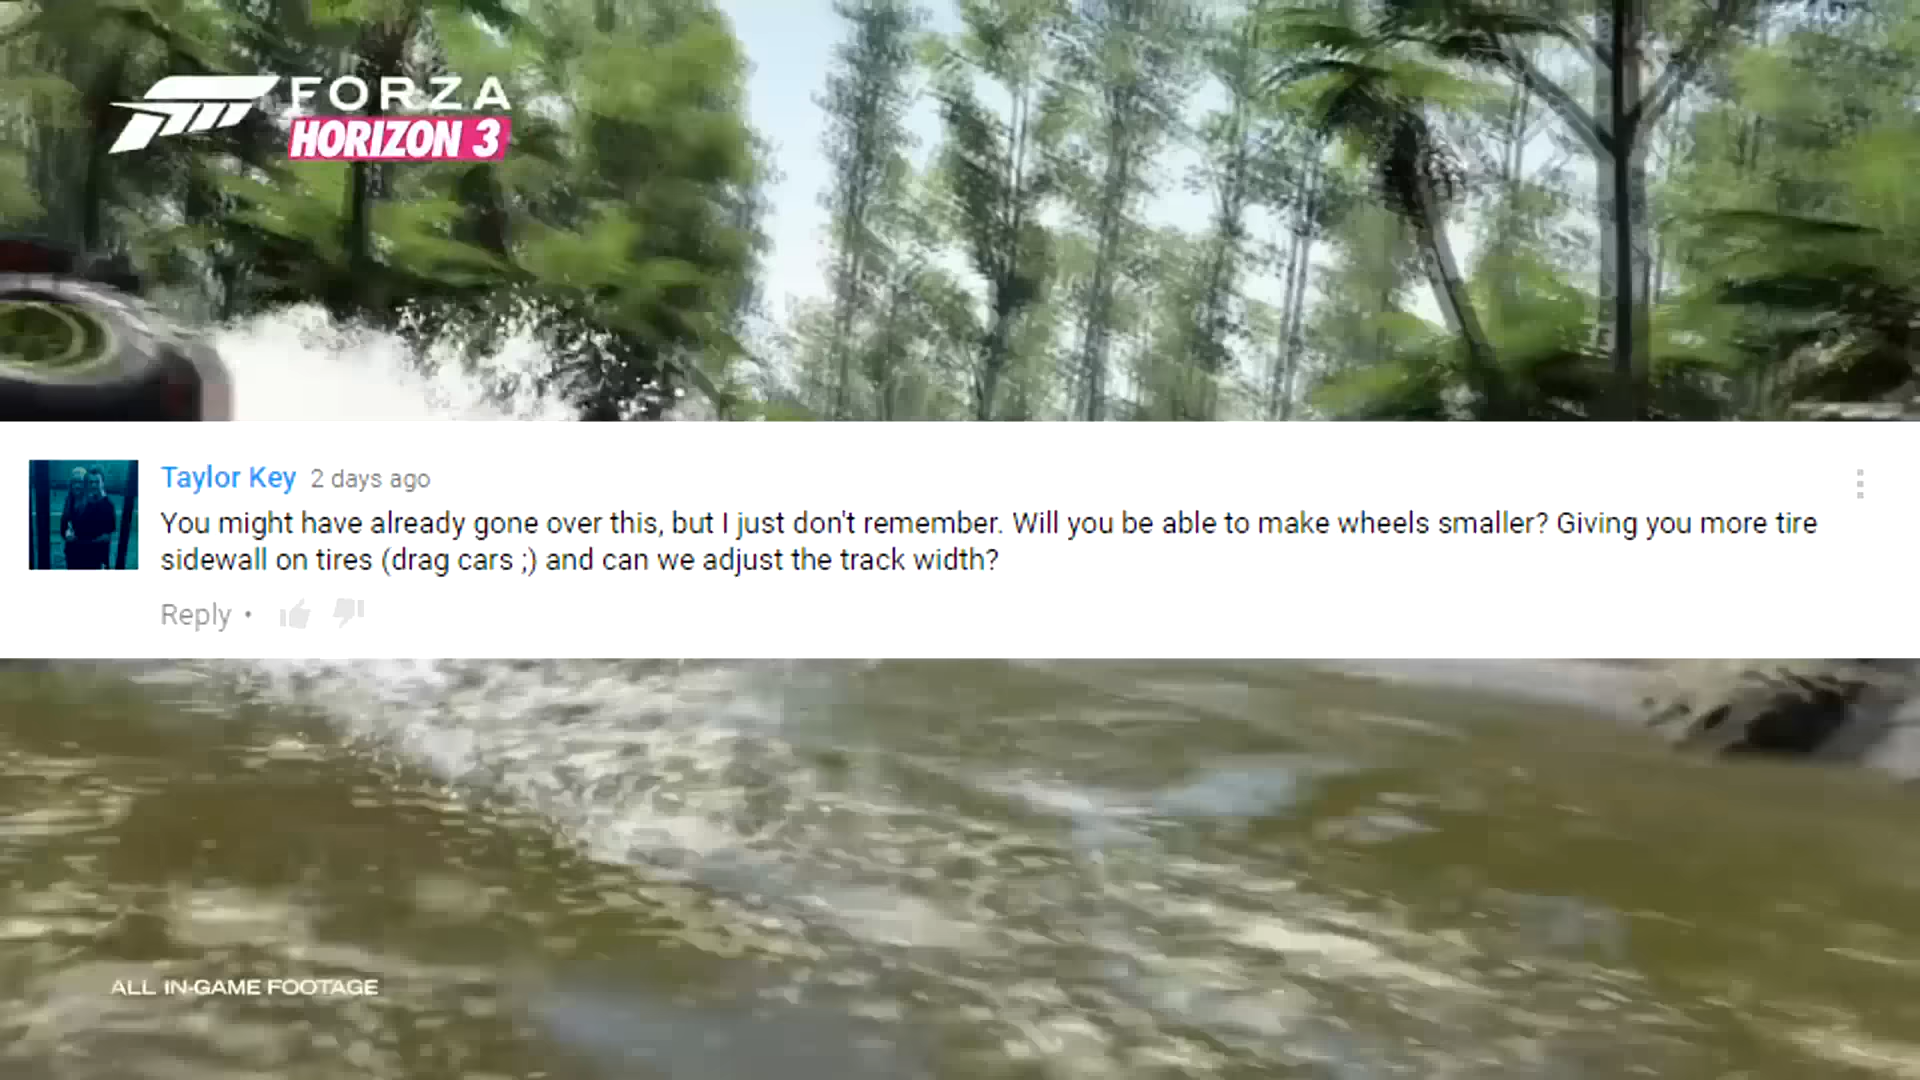 FORZA
HORIZON 3
Taylor Key 2 days ago
You might have already gone over this, but I just don't remember. Will you be able to make wheels smaller? Giving you more tire
sidewall on tires (drag cars ;) and can we adjust the track width?
Reply •
ALL IN-GAME FOOTAGE